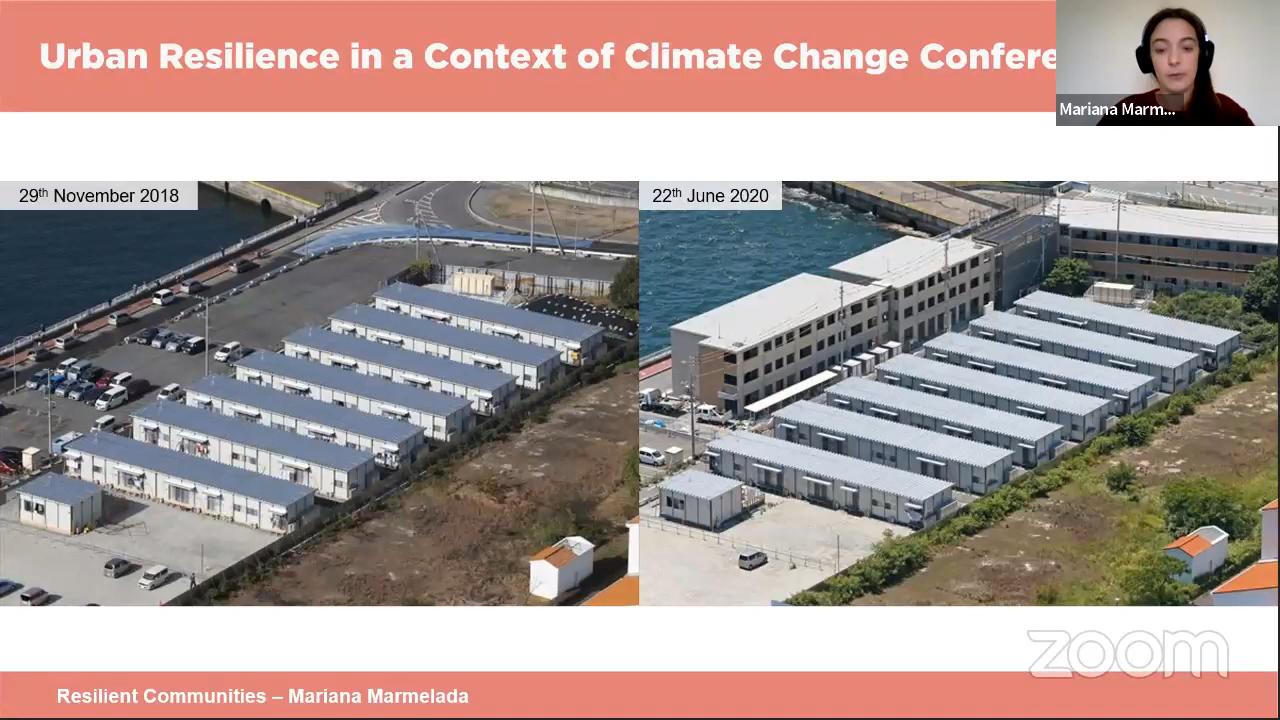 Urban Resilience in a Context of Climate Change Confere
Mariana Marm...
29th November 2018
22th June 2020
zoom
Resilient Communities – Mariana Marmelada